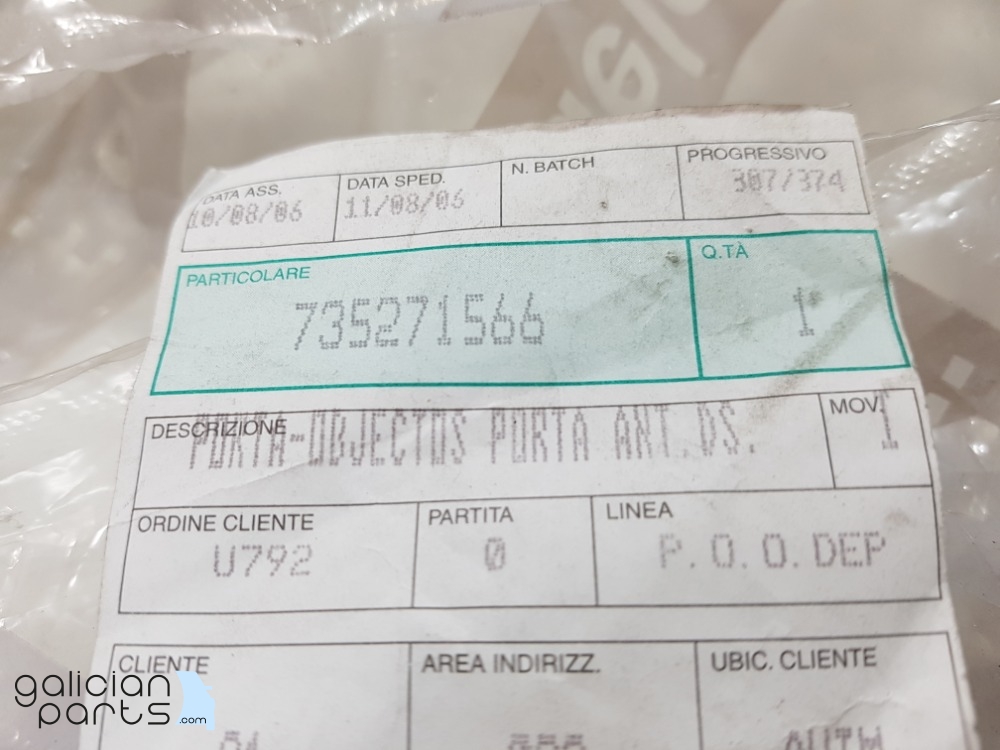 DATA ASS. DATA SPED. N. BATCH PROGRESSIVO
10/08/06 11/08/06 307/374
PARTICOLARE Q.TÀ
735271566 1
DESCRIZIONE MOV.
PORTA-OBJECTOS PORTA ANT.DS. 1
ORDINE CLIENTE PARTITA LINEA
U792 0 P.O.O.DEP
CLIENTE AREA INDIRIZZ. UBIC. CLIENTE
galician
parts.com